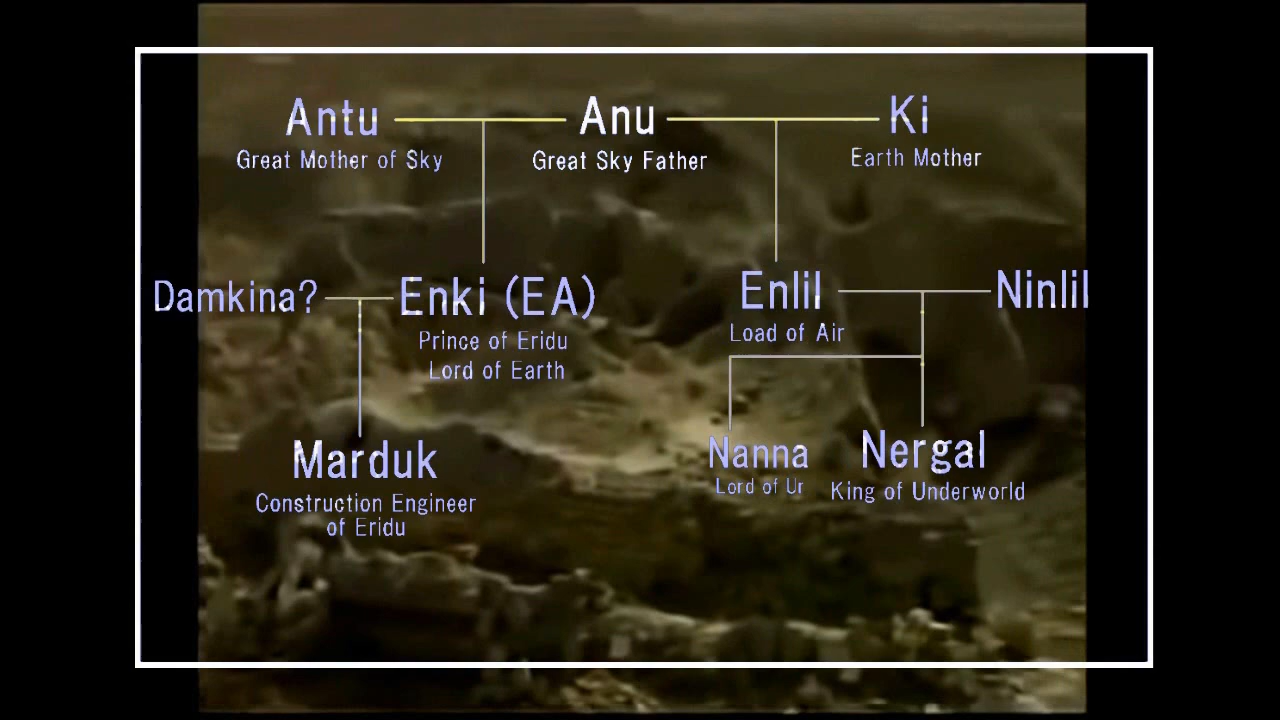 Antu
Great Mother of Sky
Anu
Great Sky Father
Ki
Earth Mother
Damkina?
Enki (EA)
Prince of Eridu
Lord of Earth
Enlil
Load of Air
Ninlil
Marduk
Construction Engineer
of Eridu
Nanna
Lord of Ur
Nergal
King of Underworld